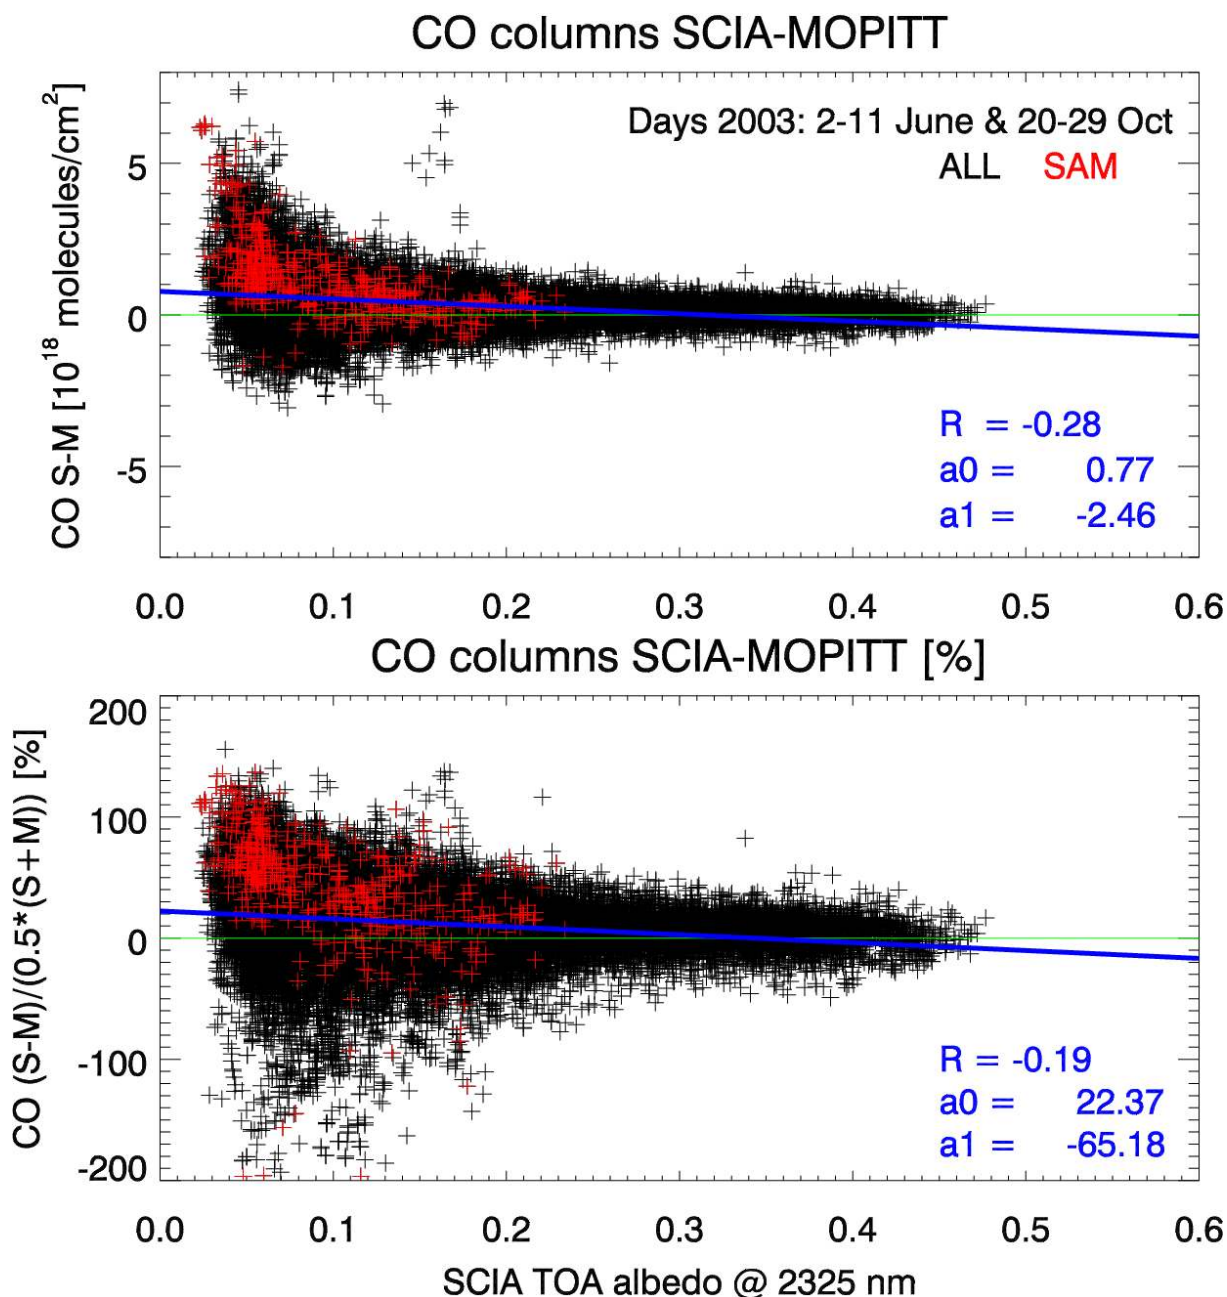 CO columns SCIA-MOPITT
Days 2003: 2-11 June & 20-29 Oct
ALL SAM
5
0
-5
CO S-M [10^18 molecules/cm^2]
R = -0.28
a0 = 0.77
a1 = -2.46
0.0 0.1 0.2 0.3 0.4 0.5 0.6
CO columns SCIA-MOPITT [%]
200
100
0
-100
-200
CO (S-M)/(0.5*(S+M)) [%]
R = -0.19
a0 = 22.37
a1 = -65.18
0.0 0.1 0.2 0.3 0.4 0.5 0.6
SCIA TOA albedo @ 2325 nm